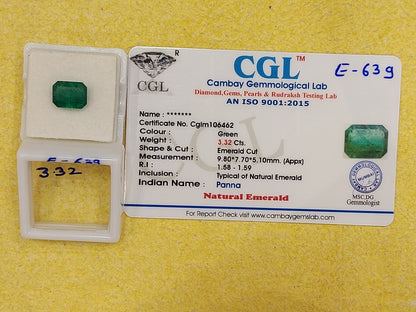 R
CGL
CGL™
Cambay Gemmological Lab
Diamond,Gems, Pearls & Rudraksh Testing Lab
AN ISO 9001:2015
E-639
Name : *******
Certificate No. Cglm106462
Colour : Green
Weight : 3.32 Cts.
Shape & Cut : Emerald Cut
Measurement : 9.80*7.70*5.10mm. (Appx)
R.I. : 1.58 - 1.59
Inclusion : Typical of Natural Emerald
Indian Name : Panna
Natural Emerald
For Report Check visit www.cambaygemslab.com
MSC,DG
Gemmologist
E-639
3.32